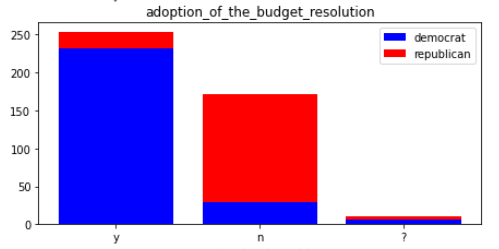 adoption_of_the_budget_resolution
250
200
150
100
50
0
democrat
republican
y n ?